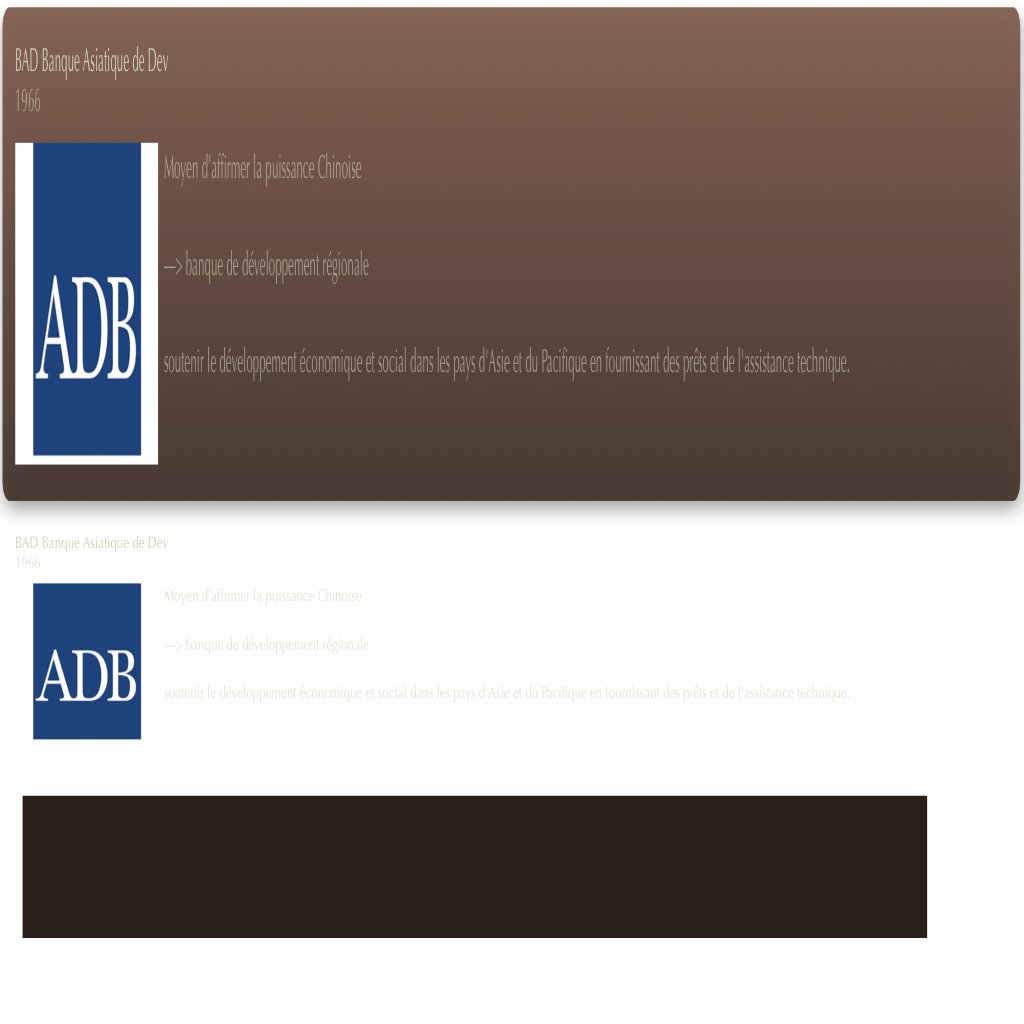 BAD Banque Asiatique de Dev
1966
ADB
Moyen d'affirmer la puissance Chinoise
—> banque de développement régionale
soutenir le développement économique et social dans les pays d'Asie et du Pacifique en fournissant des prêts et de l'assistance technique.
BAD Banque Asiatique de Dev
1966
ADB
Moyen d'affirmer la puissance Chinoise
—> banque de développement régionale
soutenir le développement économique et social dans les pays d'Asie et du Pacifique en fournissant des prêts et de l'assistance technique.